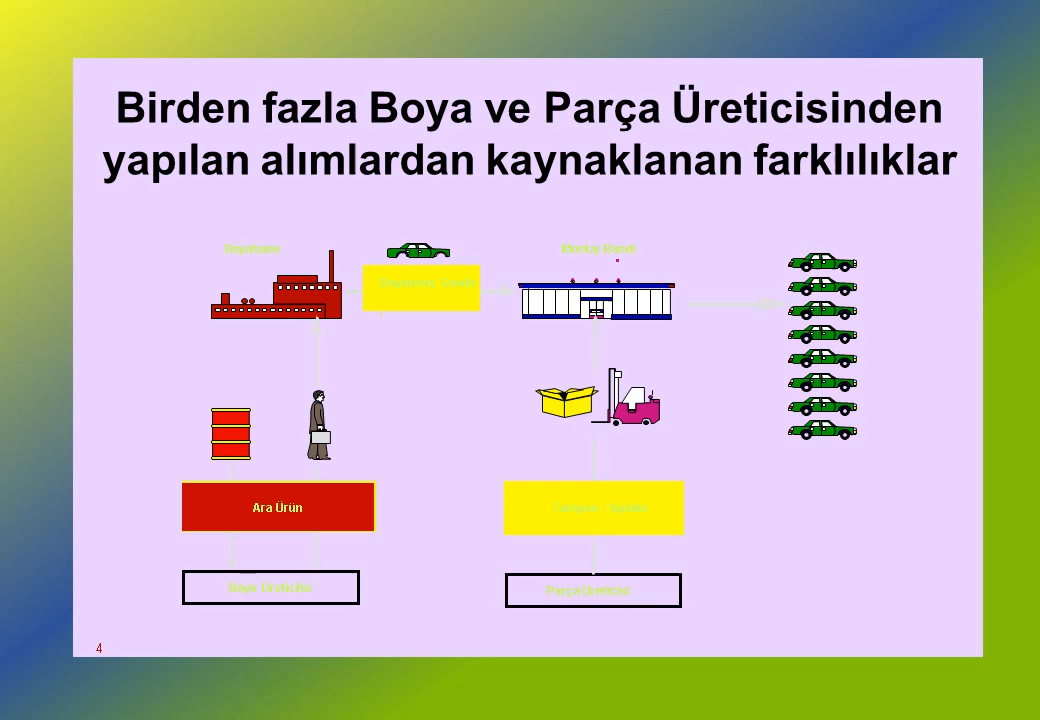 Birden fazla Boya ve Parça Üreticisinden
yapılan alımlardan kaynaklanan farklılıklar
Boyahane
Montaj Bandı
Ara Ürün
Boya Üreticisi
Parça Üreticisi
4